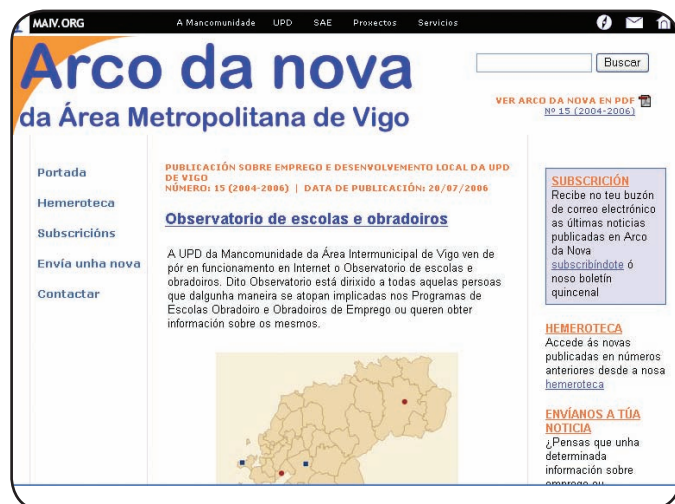 MAIV.ORG
A Mancomunidade UPD SAE Proxectos Servicios
Arco da nova
da Área Metropolitana de Vigo
Buscar
VER ARCO DA NOVA EN PDF
Nº 15 (2004-2006)
Portada
Hemeroteca
Subscricións
Envía unha nova
Contactar
PUBLICACIÓN SOBRE EMPREGO E DESENVOLVEMENTO LOCAL DA UPD
DE VIGO
NÚMERO: 15 (2004-2006) | DATA DE PUBLICACIÓN: 20/07/2006
Observatorio de escolas e obradoiros
A UPD da Mancomunidade da Área Intermunicipal de Vigo ven de
pór en funcionamento en Internet o Observatorio de escolas e
obradoiros. Dito Observatorio está dirixido a todas aquelas persoas
que dalgunha maneira se atopan implicadas nos Programas de
Escolas Obradoiro e Obradoiros de Emprego ou queren obter
información sobre os mesmos.
SUBSCRICIÓN
Recibe no teu buzón
de correo electrónico
as últimas noticias
publicadas en Arco
da Nova
subscribíndote ó
noso boletín
quincenal
HEMEROTECA
Accede ás novas
publicadas en números
anteriores desde a nosa
hemeroteca
ENVÍANOS A TÚA
NOTICIA
¿Pensas que unha
determinada
información sobre
emprego ou